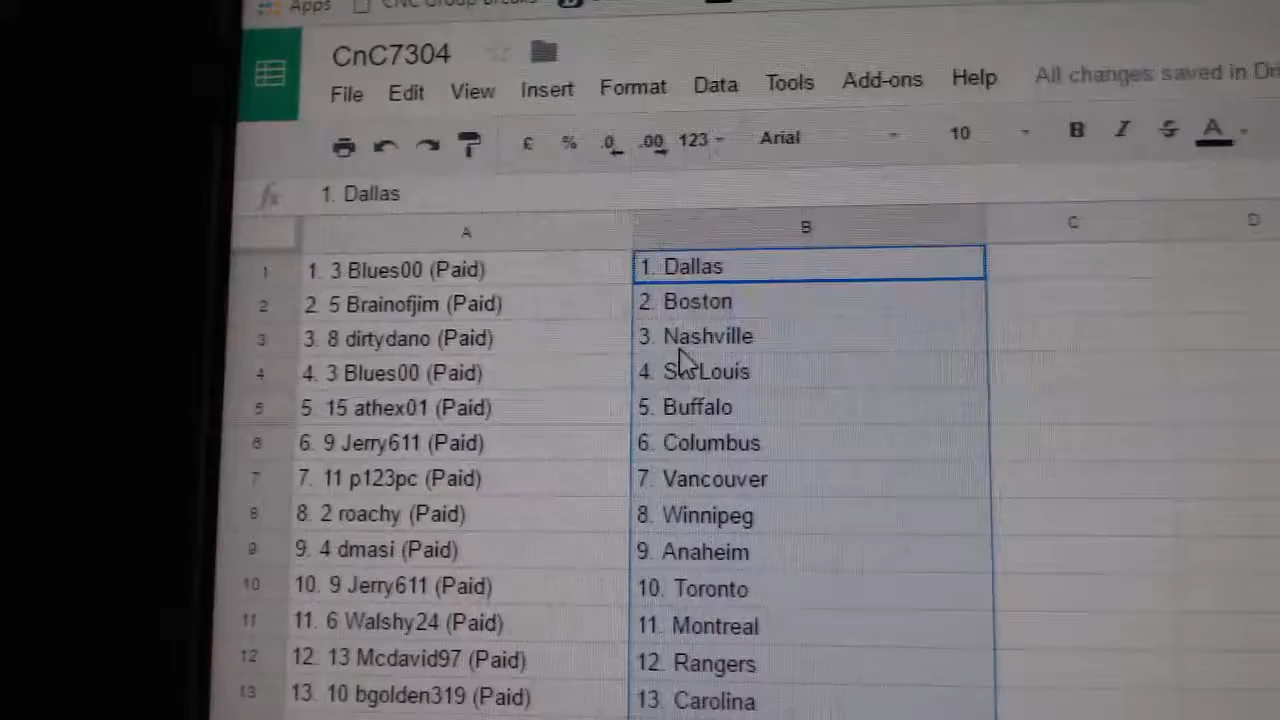 Apps CNC Group Breaks
CnC7304
File Edit View Insert Format Data Tools Add-ons Help All changes saved in
£ % .0 .00 123 Arial 10 B I S A
fx 1. Dallas
A B C D
1 1. 3 Blues00 (Paid) 1. Dallas
2 2. 5 Brainofjim (Paid) 2. Boston
3 3. 8 dirtydano (Paid) 3. Nashville
4 4. 3 Blues00 (Paid) 4. St Louis
5 5. 15 athex01 (Paid) 5. Buffalo
6 6. 9 Jerry611 (Paid) 6. Columbus
7 7. 11 p123pc (Paid) 7. Vancouver
8 8. 2 roachy (Paid) 8. Winnipeg
9 9. 4 dmasi (Paid) 9. Anaheim
10 10. 9 Jerry611 (Paid) 10. Toronto
11 11. 6 Walshy24 (Paid) 11. Montreal
12 12. 13 Mcdavid97 (Paid) 12. Rangers
13 13. 10 bgolden319 (Paid) 13. Carolina